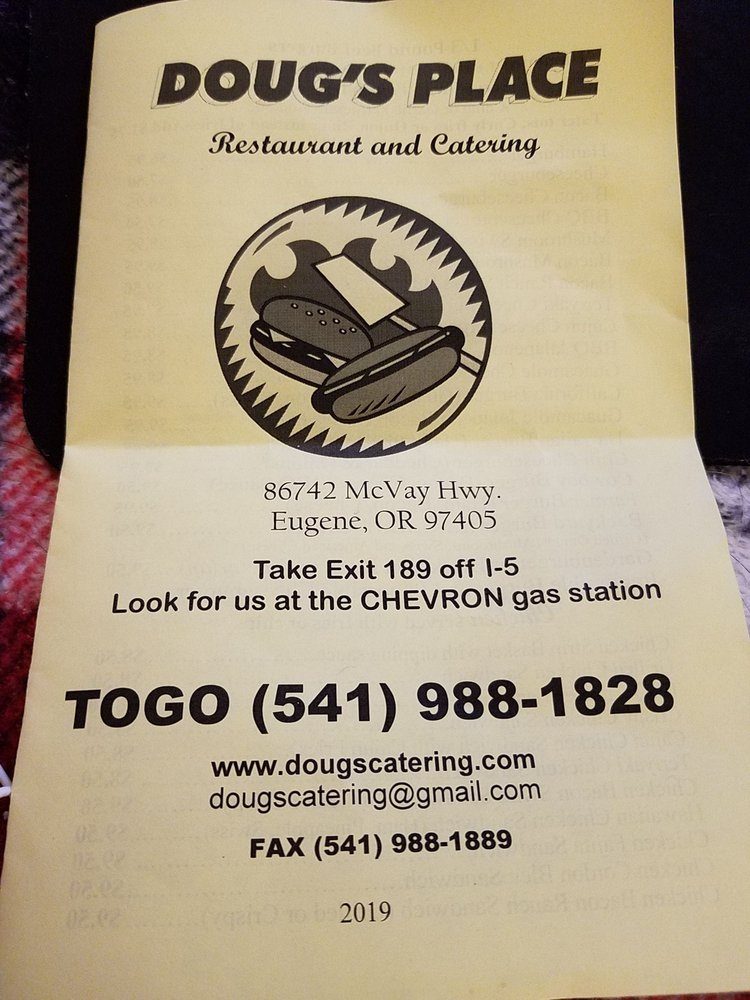 DOUG'S PLACE
Restaurant and Catering
86742 McVay Hwy.
Eugene, OR 97405
Take Exit 189 off I-5
Look for us at the CHEVRON gas station
TOGO (541) 988-1828
www.dougscatering.com
dougscatering@gmail.com
FAX (541) 988-1889
2019